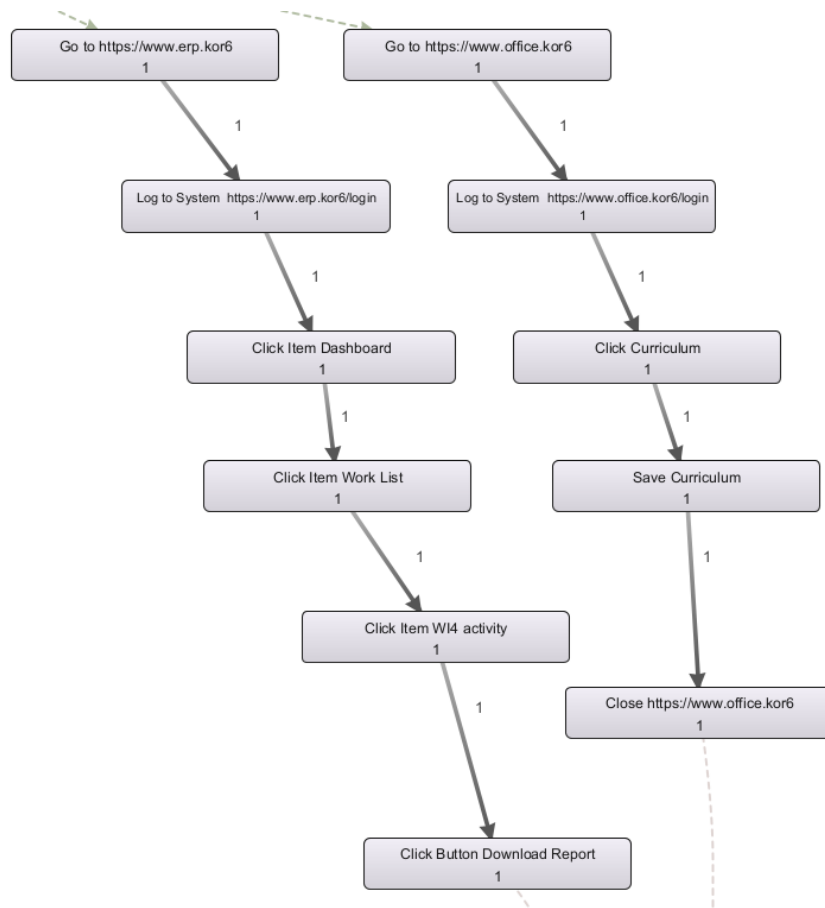 Go to https://www.erp.kor6
1
Go to https://www.office.kor6
1
1
1
Log to System https://www.erp.kor6/login
1
Log to System https://www.office.kor6/login
1
1
1
Click Item Dashboard
1
Click Curriculum
1
1
1
Click Item Work List
1
Save Curriculum
1
1
1
Click Item WI4 activity
1
Close https://www.office.kor6
1
1
Click Button Download Report
1